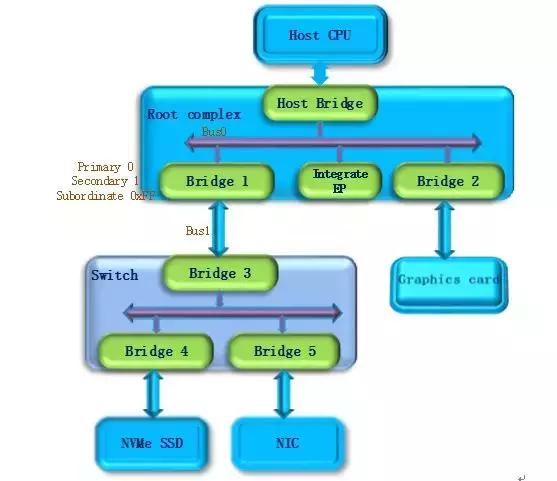 Host CPU
Host Bridge
Root complex
Bus0
Primary 0
Secondary 1
Subordinate 0xFF
Bridge 1
Integrate
EP
Bridge 2
Bus1
Switch
Bridge 3
Graphics card
Bridge 4
Bridge 5
NVMe SSD
NIC